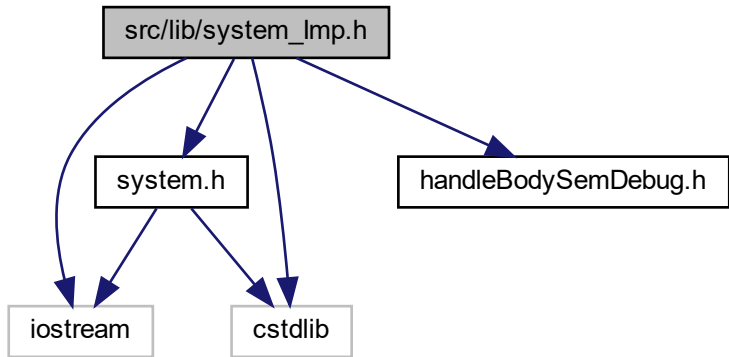 src/lib/system_Imp.h
system.h
handleBodySemDebug.h
iostream
cstdlib